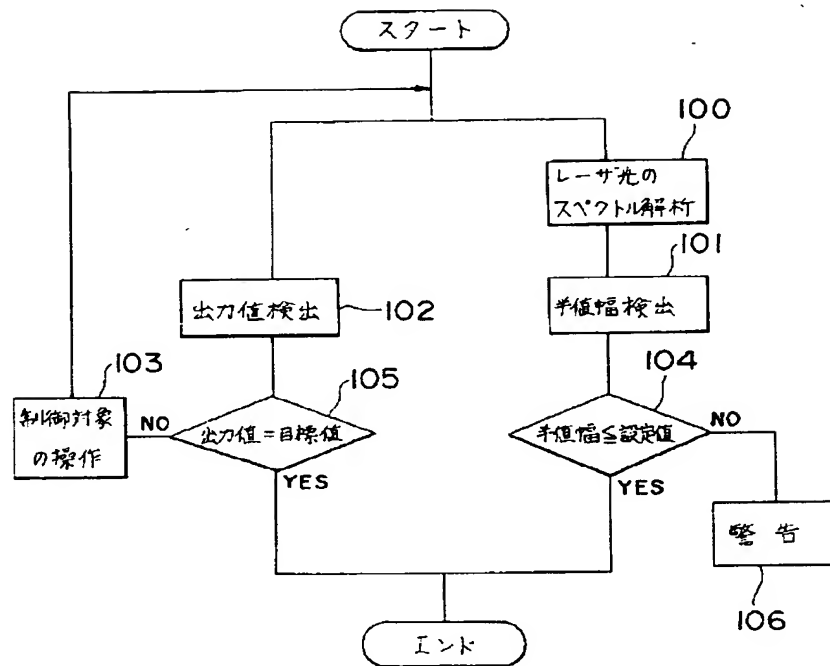 スタート
100
レーザ光の
スペクトル解析
101
出力値検出
102
半値幅検出
103
105
104
制御対象
の操作
NO
出力値=目標値
YES
半値幅≦設定値
NO
YES
警告
106
エンド